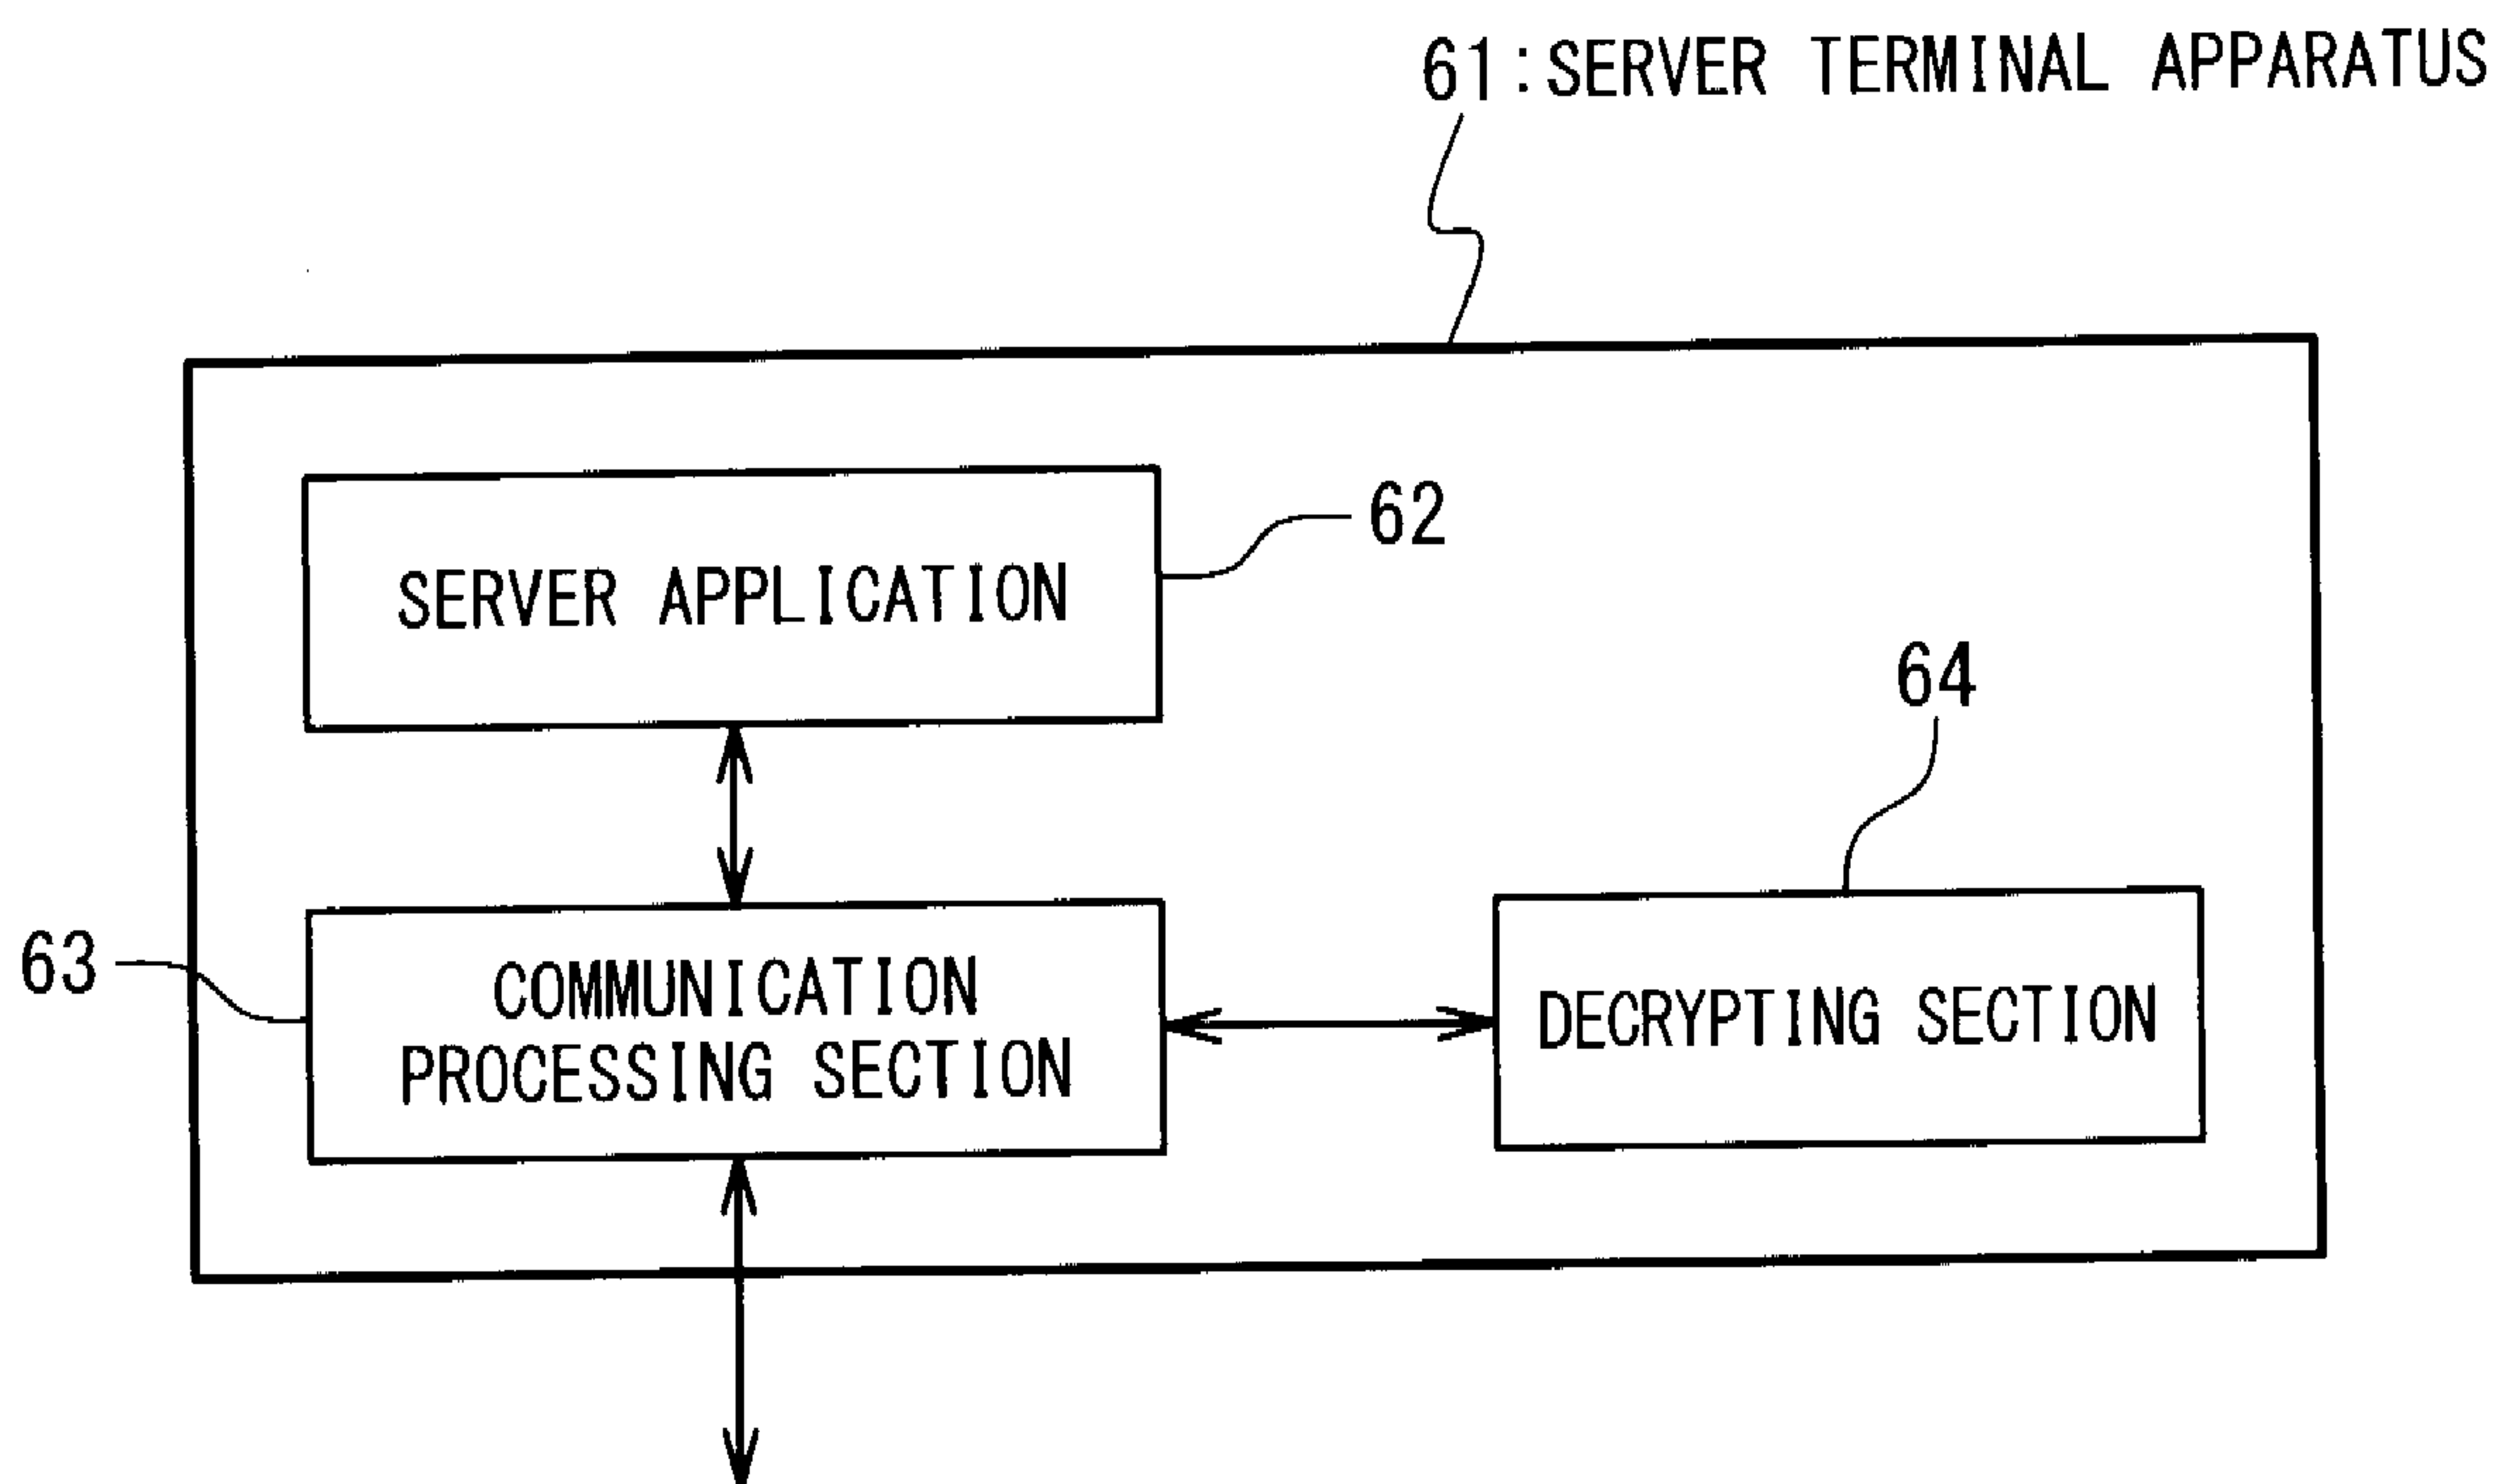 61:SERVER TERMINAL APPARATUS
62
SERVER APPLICATION
64
63
COMMUNICATION
PROCESSING SECTION
DECRYPTING SECTION